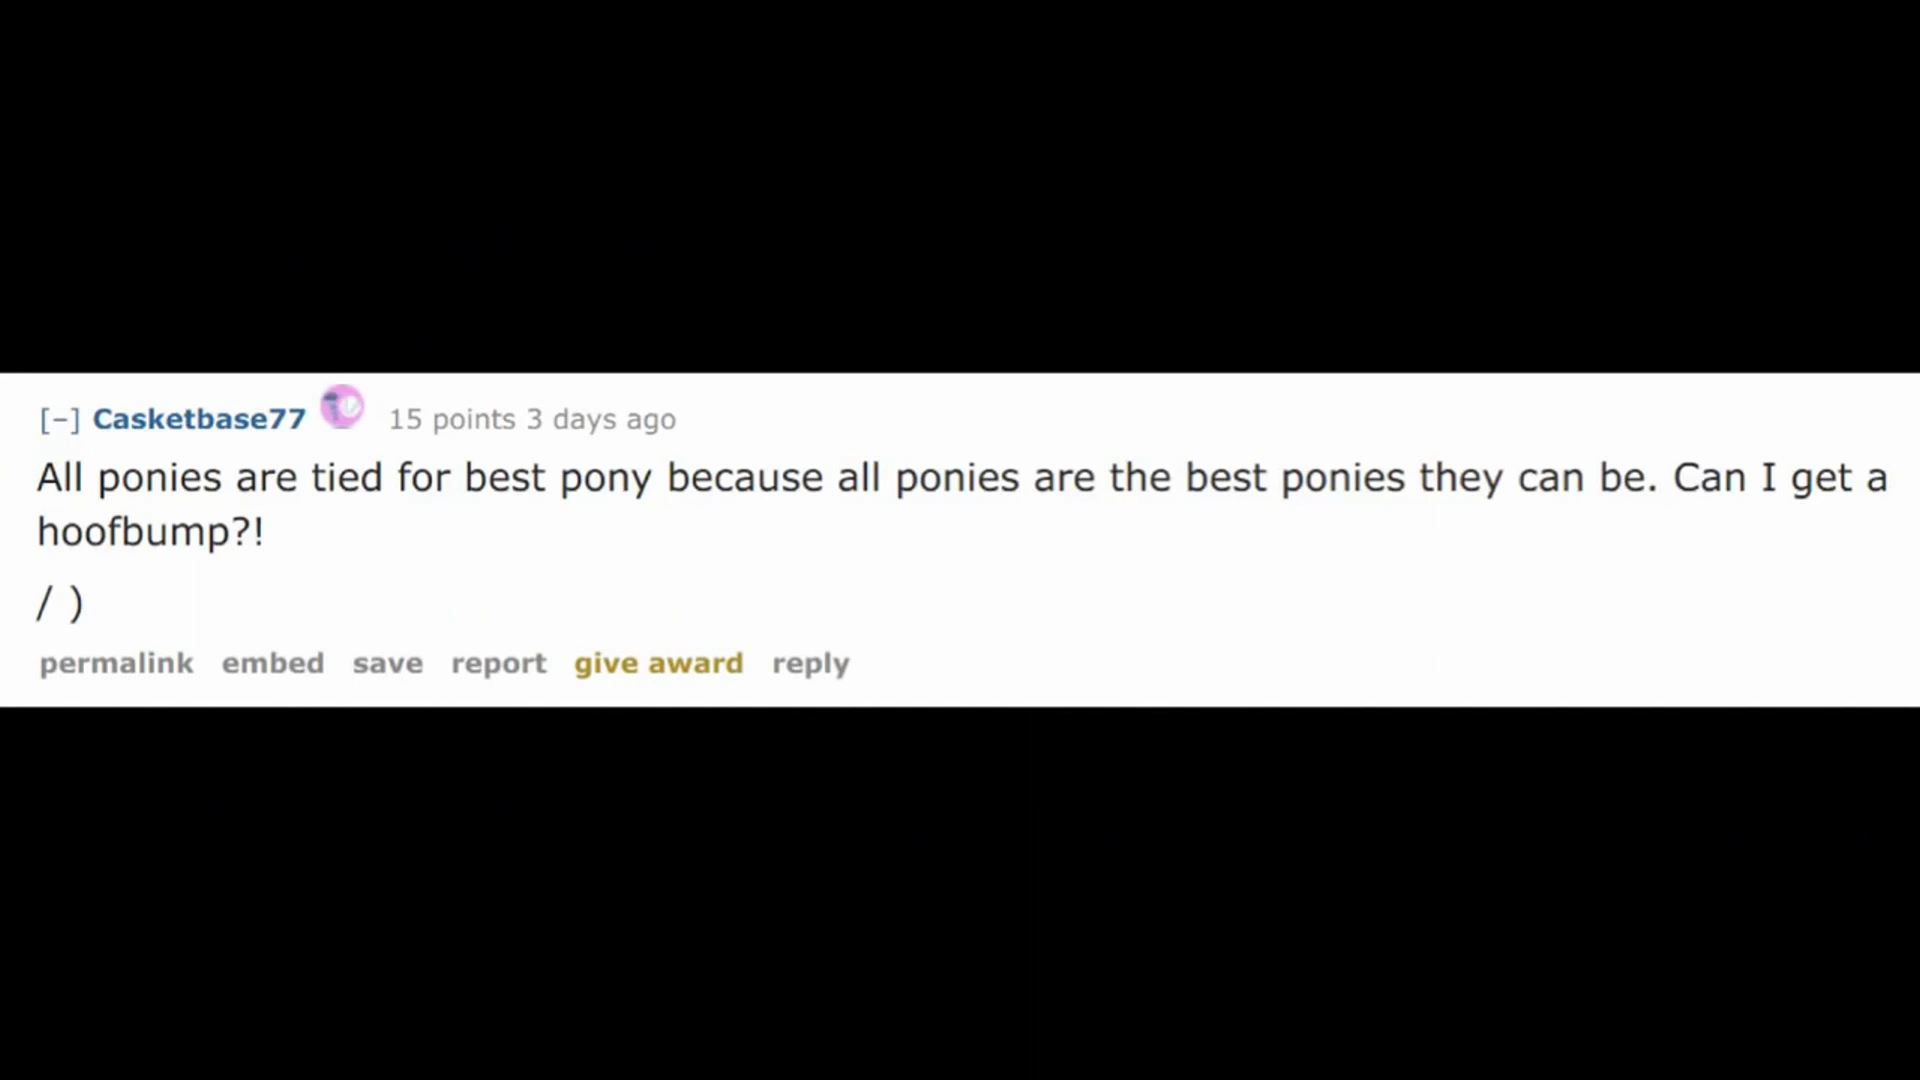 [–] Casketbase77 15 points 3 days ago
All ponies are tied for best pony because all ponies are the best ponies they can be. Can I get a
hoofbump?!
/ )
permalink embed save report give award reply